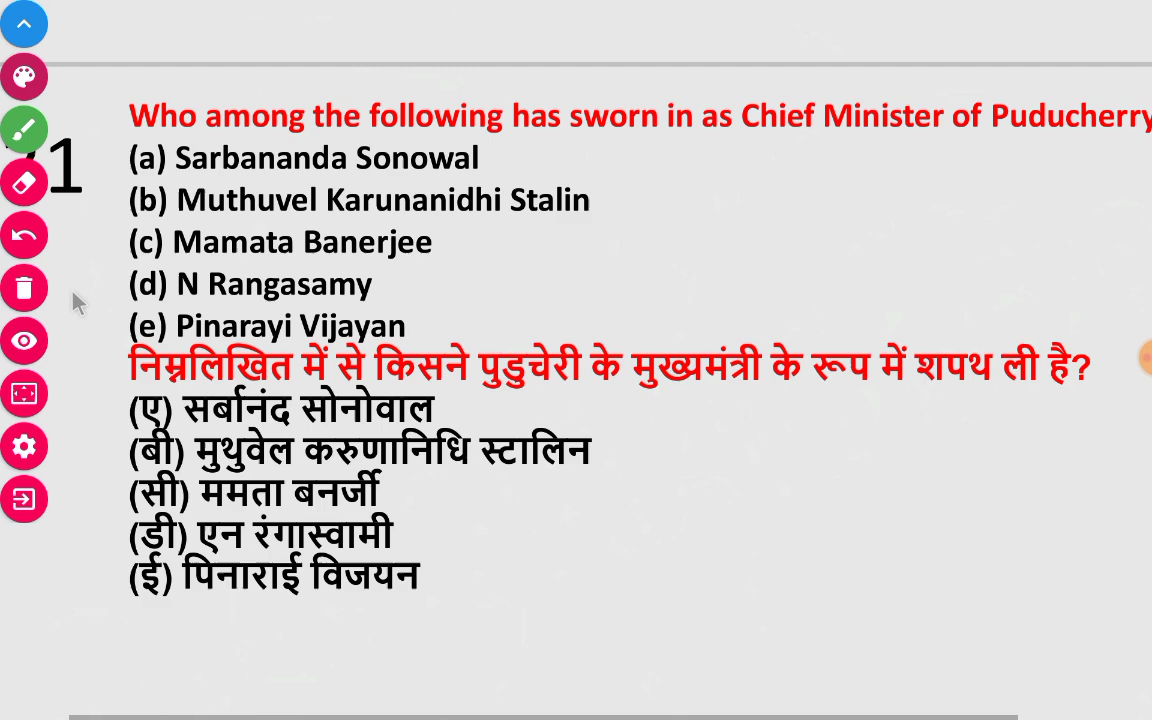 Who among the following has sworn in as Chief Minister of Puducherry
(a) Sarbananda Sonowal
1
(b) Muthuvel Karunanidhi Stalin
(c) Mamata Banerjee
(d) N Rangasamy
(e) Pinarayi Vijayan
निम्नलिखित में से किसने पुडुचेरी के मुख्यमंत्री के रूप में शपथ ली है?
(ए) सर्बानंद सोनोवाल
(बी) मुथुवेल करुणानिधि स्टालिन
(सी) ममता बनर्जी
(डी) एन रंगास्वामी
(ई) पिनाराई विजयन